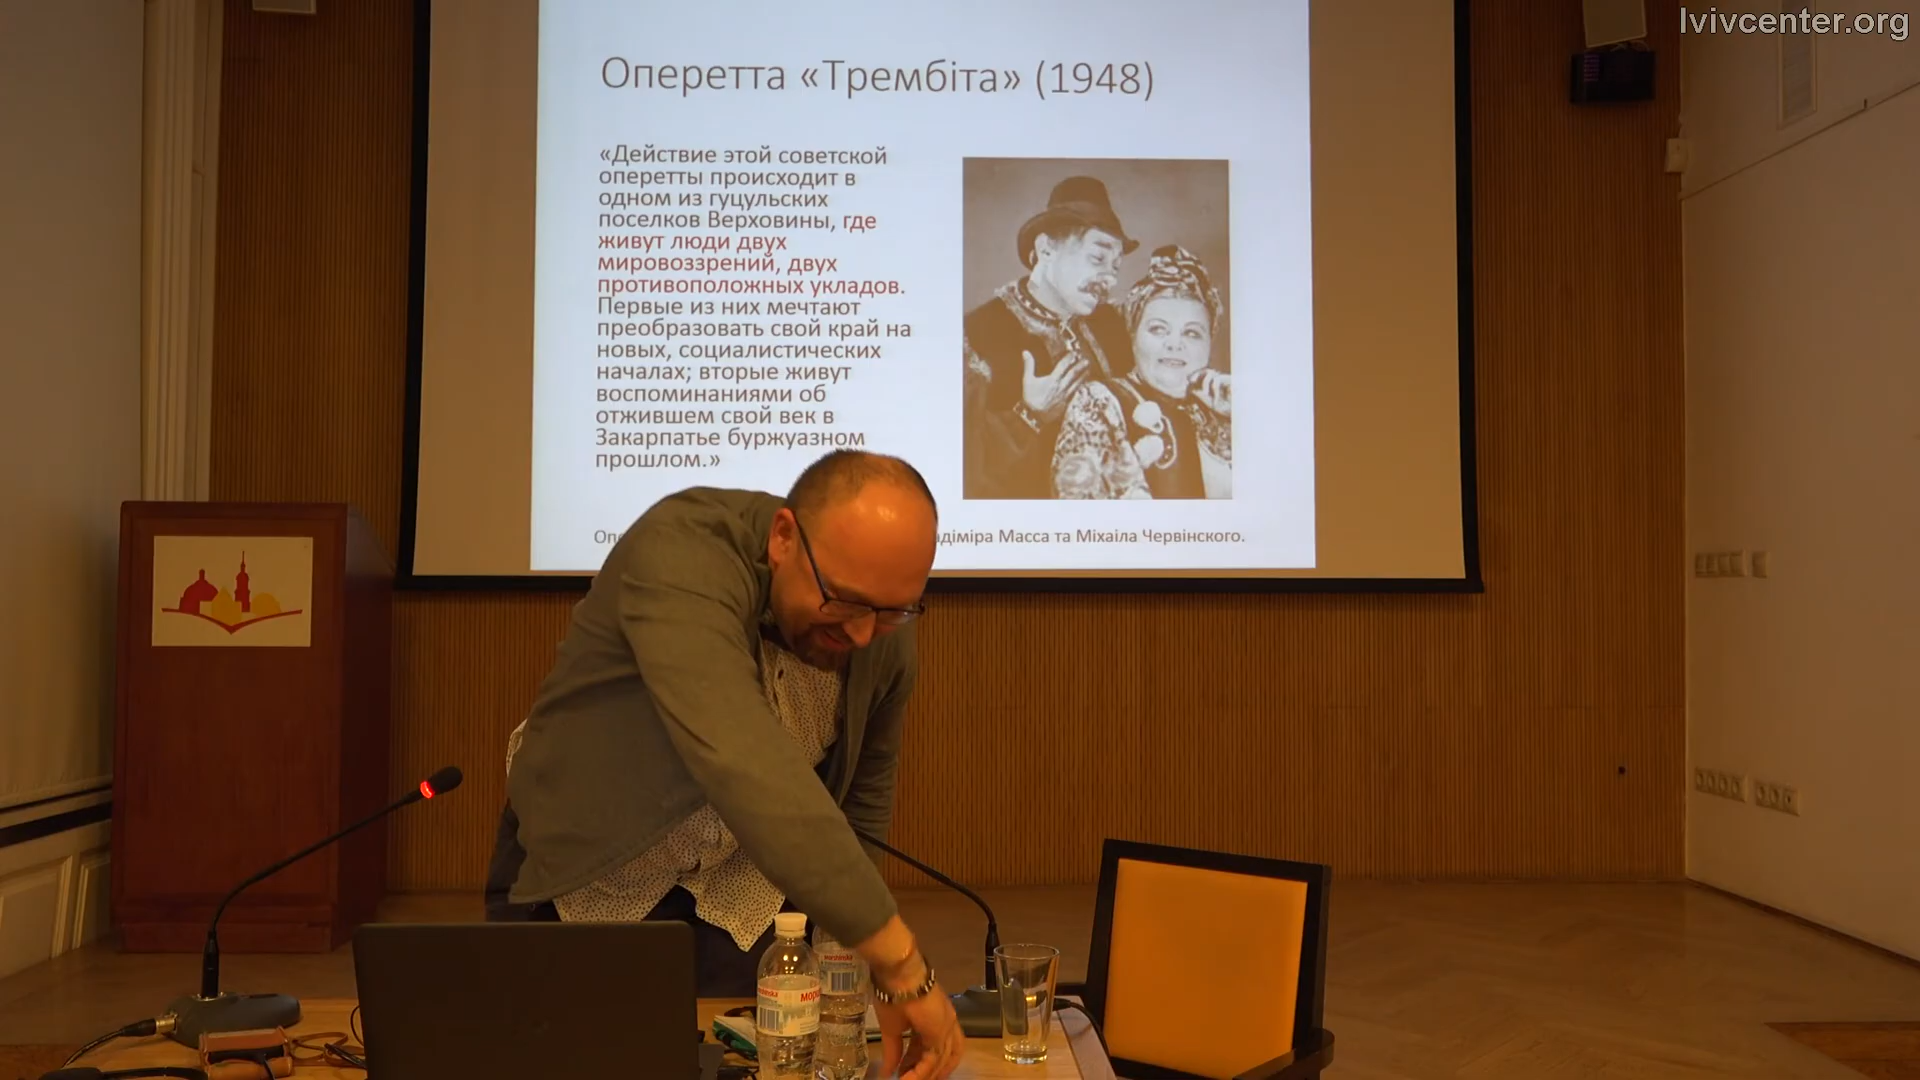 lvivcenter.org
Оперетта «Трембіта» (1948)
«Действие этой советской
оперетты происходит в
одном из гуцульских
поселков Верховины, где
живут люди двух
мировоззрений, двух
противоположных укладов.
Первые из них мечтают
преобразовать свой край на
новых, социалистических
началах; вторые живут
воспоминаниями об
отжившем свой век в
Закарпатье буржуазном
прошлом.»
Масса та Міхаіла Червінского.